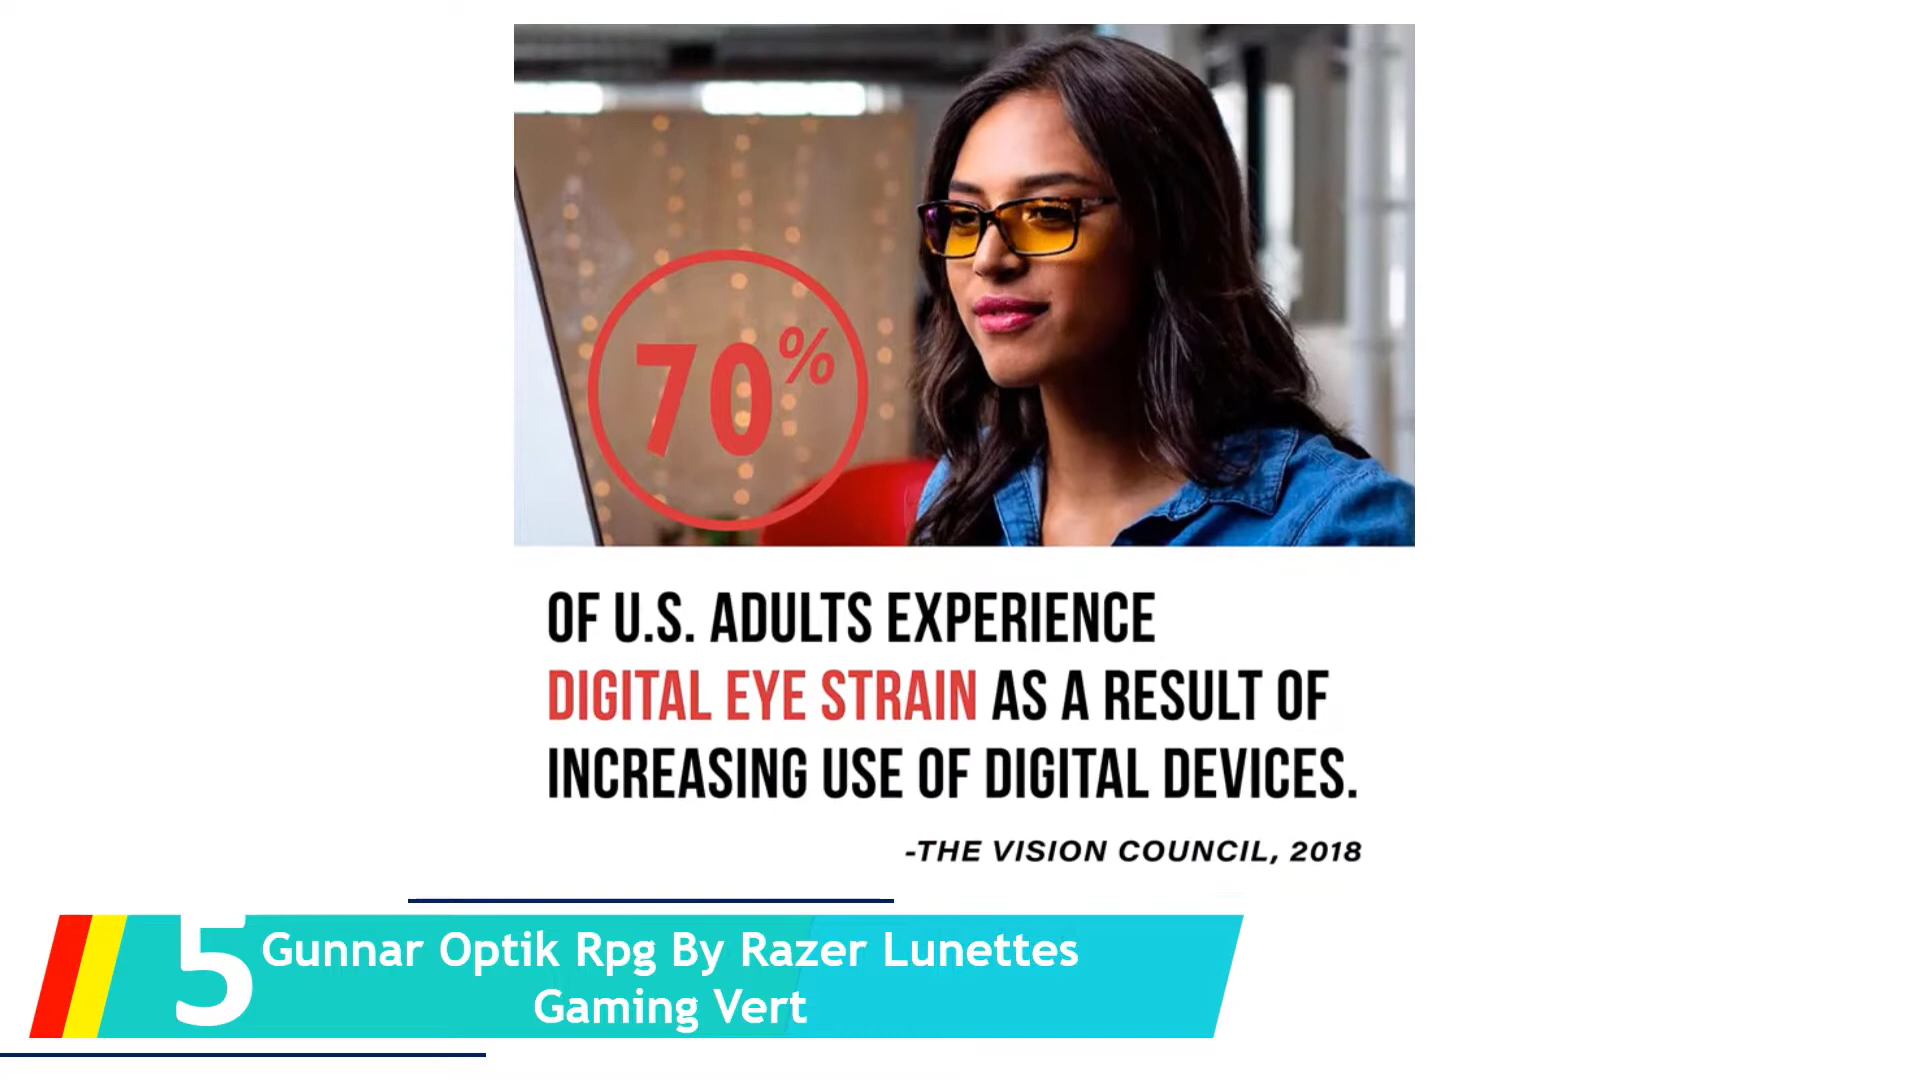 70%
OF U.S. ADULTS EXPERIENCE
DIGITAL EYE STRAIN AS A RESULT OF
INCREASING USE OF DIGITAL DEVICES.
-THE VISION COUNCIL, 2018
5
Gunnar Optik Rpg By Razer Lunettes
Gaming Vert